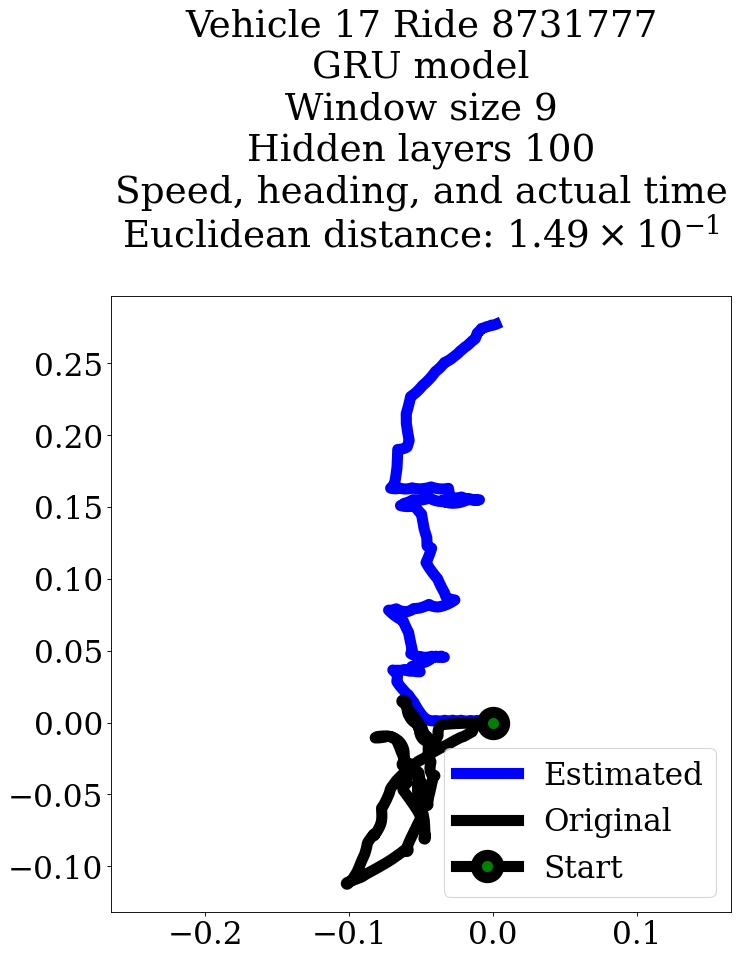 Vehicle 17 Ride 8731777
GRU model
Window size 9
Hidden layers 100
Speed, heading, and actual time
Euclidean distance: 1.49 × 10⁻¹
0.25
0.20
0.15
0.10
0.05
0.00
−0.05
−0.10
Estimated
Original
Start
−0.2 −0.1 0.0 0.1